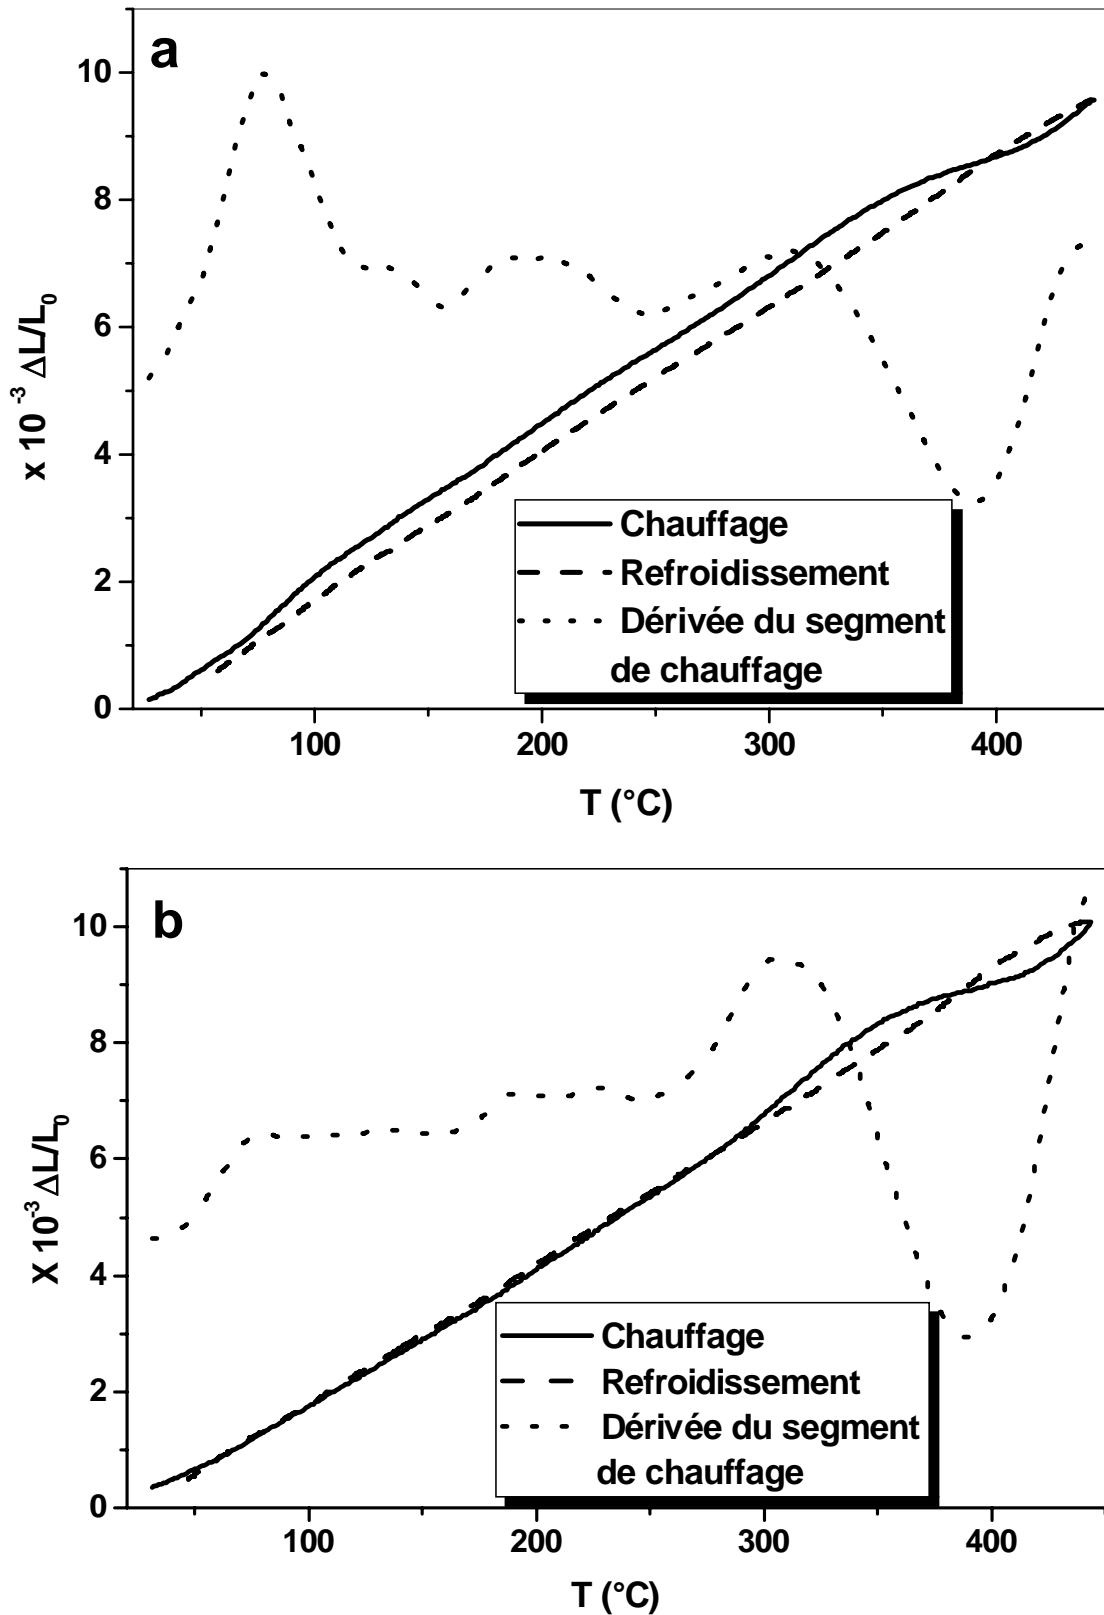 a
10
8
6
4
2
0
x 10⁻³ ΔL/L₀
Chauffage
Refroidissement
Dérivée du segment
de chauffage
100 200 300 400
T (°C)
b
10
8
6
4
2
0
X 10⁻³ ΔL/L₀
Chauffage
Refroidissement
Dérivée du segment
de chauffage
100 200 300 400
T (°C)